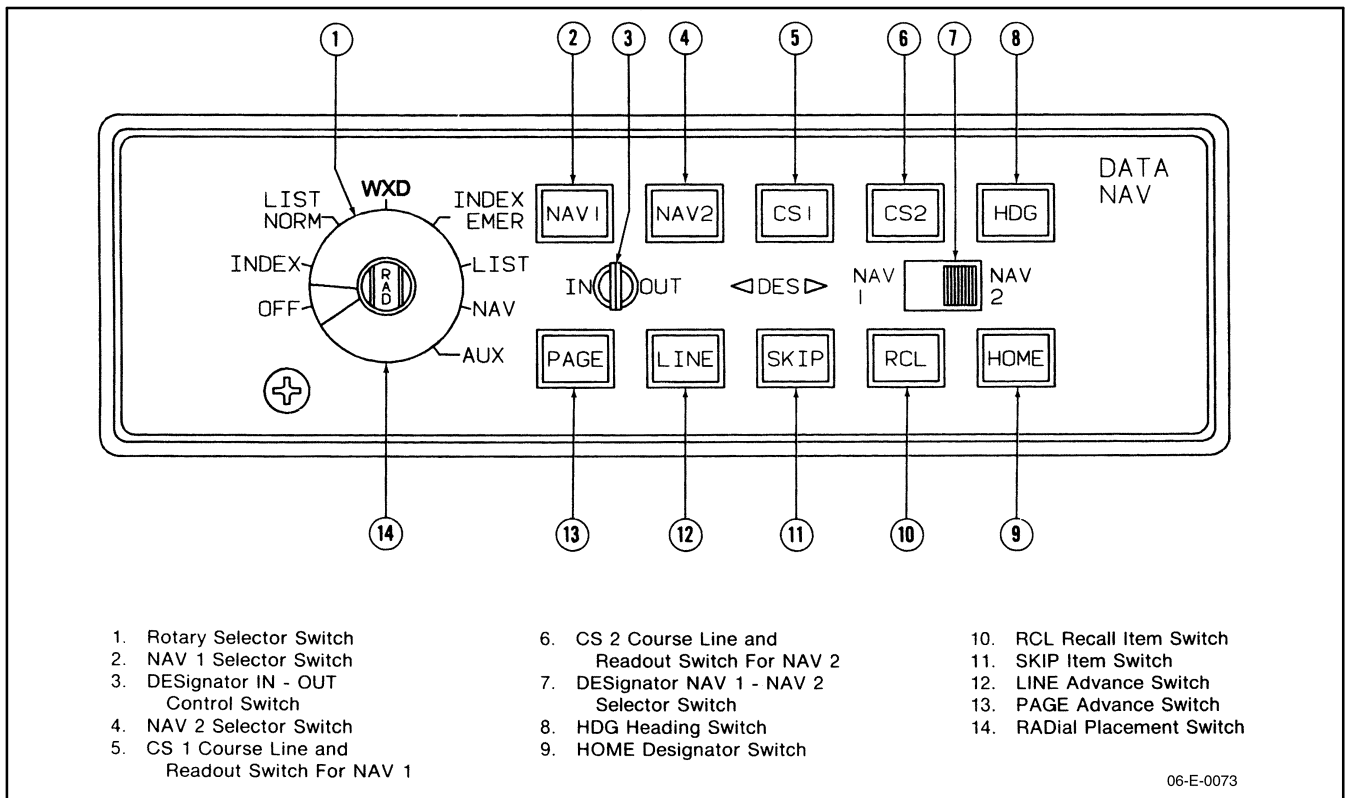 1 2 3 4 5 6 7 8
DATA
NAV
LIST
NORM
WXD
INDEX
EMER
INDEX
LIST
OFF
NAV
AUX
RAD
NAV1 NAV2 CS1 CS2 HDG
IN OUT ◁DES▷ NAV 1 NAV 2
PAGE LINE SKIP RCL HOME
14 13 12 11 10 9
1. Rotary Selector Switch
2. NAV 1 Selector Switch
3. DESignator IN - OUT
Control Switch
4. NAV 2 Selector Switch
5. CS 1 Course Line and
Readout Switch For NAV 1
6. CS 2 Course Line and
Readout Switch For NAV 2
7. DESignator NAV 1 - NAV 2
Selector Switch
8. HDG Heading Switch
9. HOME Designator Switch
10. RCL Recall Item Switch
11. SKIP Item Switch
12. LINE Advance Switch
13. PAGE Advance Switch
14. RADial Placement Switch
06-E-0073